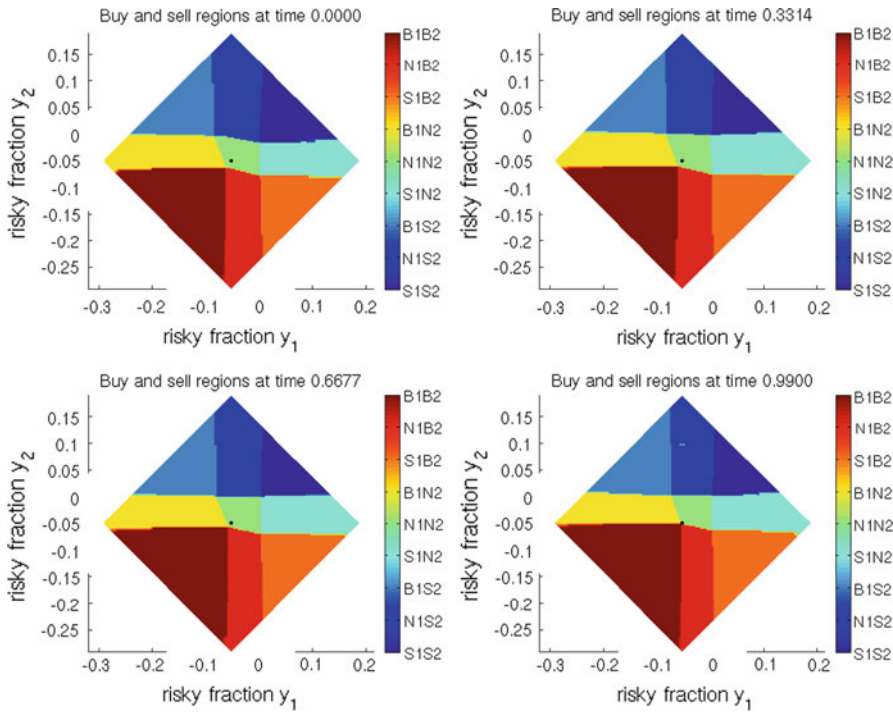 Buy and sell regions at time 0.0000
0.15
0.1
0.05
0
-0.05
-0.1
-0.15
-0.2
-0.25
risky fraction y2
-0.3 -0.2 -0.1 0 0.1 0.2
risky fraction y1
B1B2
N1B2
S1B2
B1N2
N1N2
S1N2
B1S2
N1S2
S1S2
Buy and sell regions at time 0.3314
0.15
0.1
0.05
0
-0.05
-0.1
-0.15
-0.2
-0.25
risky fraction y2
-0.3 -0.2 -0.1 0 0.1 0.2
risky fraction y1
B1B2
N1B2
S1B2
B1N2
N1N2
S1N2
B1S2
N1S2
S1S2
Buy and sell regions at time 0.6677
0.15
0.1
0.05
0
-0.05
-0.1
-0.15
-0.2
-0.25
risky fraction y2
-0.3 -0.2 -0.1 0 0.1 0.2
risky fraction y1
B1B2
N1B2
S1B2
B1N2
N1N2
S1N2
B1S2
N1S2
S1S2
Buy and sell regions at time 0.9900
0.15
0.1
0.05
0
-0.05
-0.1
-0.15
-0.2
-0.25
risky fraction y2
-0.3 -0.2 -0.1 0 0.1 0.2
risky fraction y1
B1B2
N1B2
S1B2
B1N2
N1N2
S1N2
B1S2
N1S2
S1S2